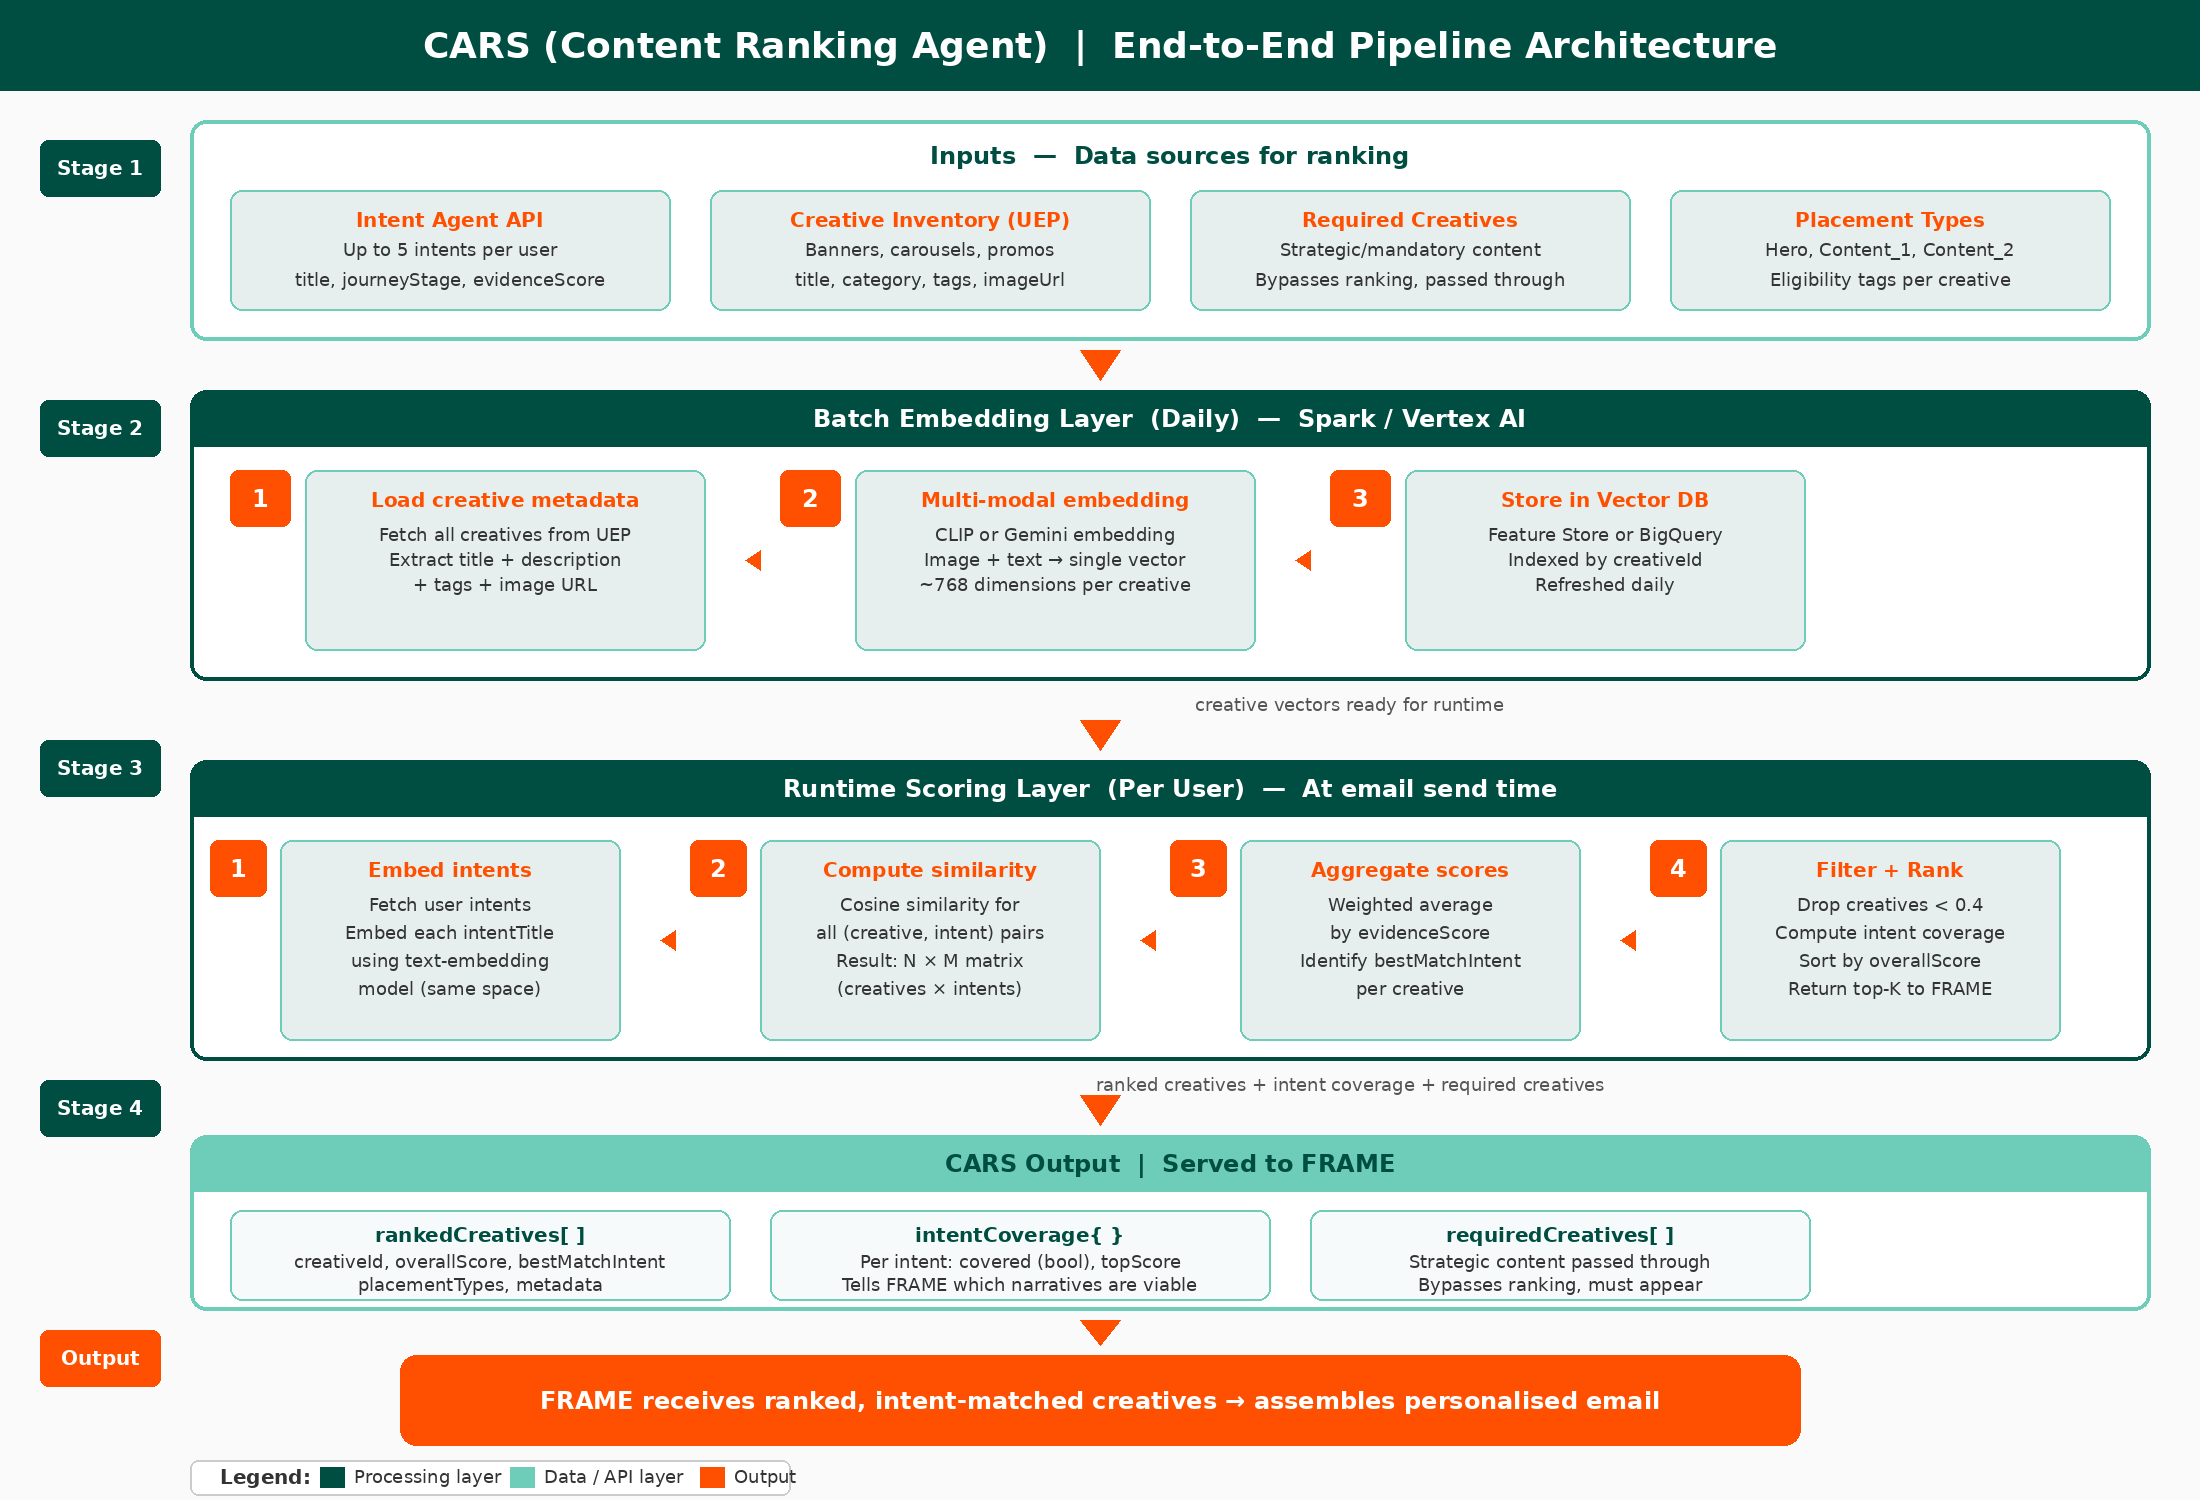 CARS (Content Ranking Agent) | End-to-End Pipeline Architecture
Stage 1
Inputs — Data sources for ranking
Intent Agent API
Up to 5 intents per user
title, journeyStage, evidenceScore
Creative Inventory (UEP)
Banners, carousels, promos
title, category, tags, imageUrl
Required Creatives
Strategic/mandatory content
Bypasses ranking, passed through
Placement Types
Hero, Content_1, Content_2
Eligibility tags per creative
Stage 2
Batch Embedding Layer (Daily) — Spark / Vertex AI
1
Load creative metadata
Fetch all creatives from UEP
Extract title + description
+ tags + image URL
2
Multi-modal embedding
CLIP or Gemini embedding
Image + text → single vector
~768 dimensions per creative
3
Store in Vector DB
Feature Store or BigQuery
Indexed by creativeId
Refreshed daily
creative vectors ready for runtime
Stage 3
Runtime Scoring Layer (Per User) — At email send time
1
Embed intents
Fetch user intents
Embed each intentTitle
using text-embedding
model (same space)
2
Compute similarity
Cosine similarity for
all (creative, intent) pairs
Result: N × M matrix
(creatives × intents)
3
Aggregate scores
Weighted average
by evidenceScore
Identify bestMatchIntent
per creative
4
Filter + Rank
Drop creatives < 0.4
Compute intent coverage
Sort by overallScore
Return top-K to FRAME
ranked creatives + intent coverage + required creatives
Stage 4
CARS Output | Served to FRAME
rankedCreatives[ ]
creativeId, overallScore, bestMatchIntent
placementTypes, metadata
intentCoverage{ }
Per intent: covered (bool), topScore
Tells FRAME which narratives are viable
requiredCreatives[ ]
Strategic content passed through
Bypasses ranking, must appear
Output
FRAME receives ranked, intent-matched creatives → assembles personalised email
Legend: Processing layer Data / API layer Output